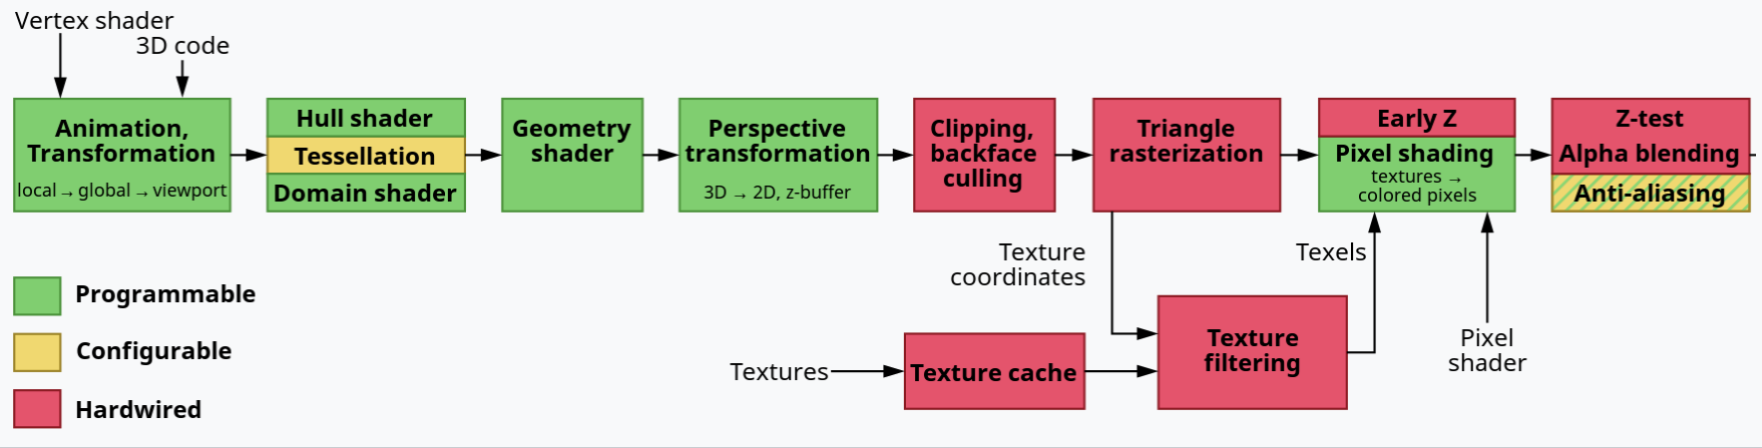 Vertex shader
3D code
Animation,
Transformation
local→global→viewport
Hull shader
Tessellation
Domain shader
Geometry
shader
Perspective
transformation
3D → 2D, z-buffer
Clipping,
backface
culling
Triangle
rasterization
Early Z
Pixel shading
textures →
colored pixels
Z-test
Alpha blending
Anti-aliasing
Texture
coordinates
Texels
Programmable
Configurable
Hardwired
Textures
Texture cache
Texture
filtering
Pixel
shader